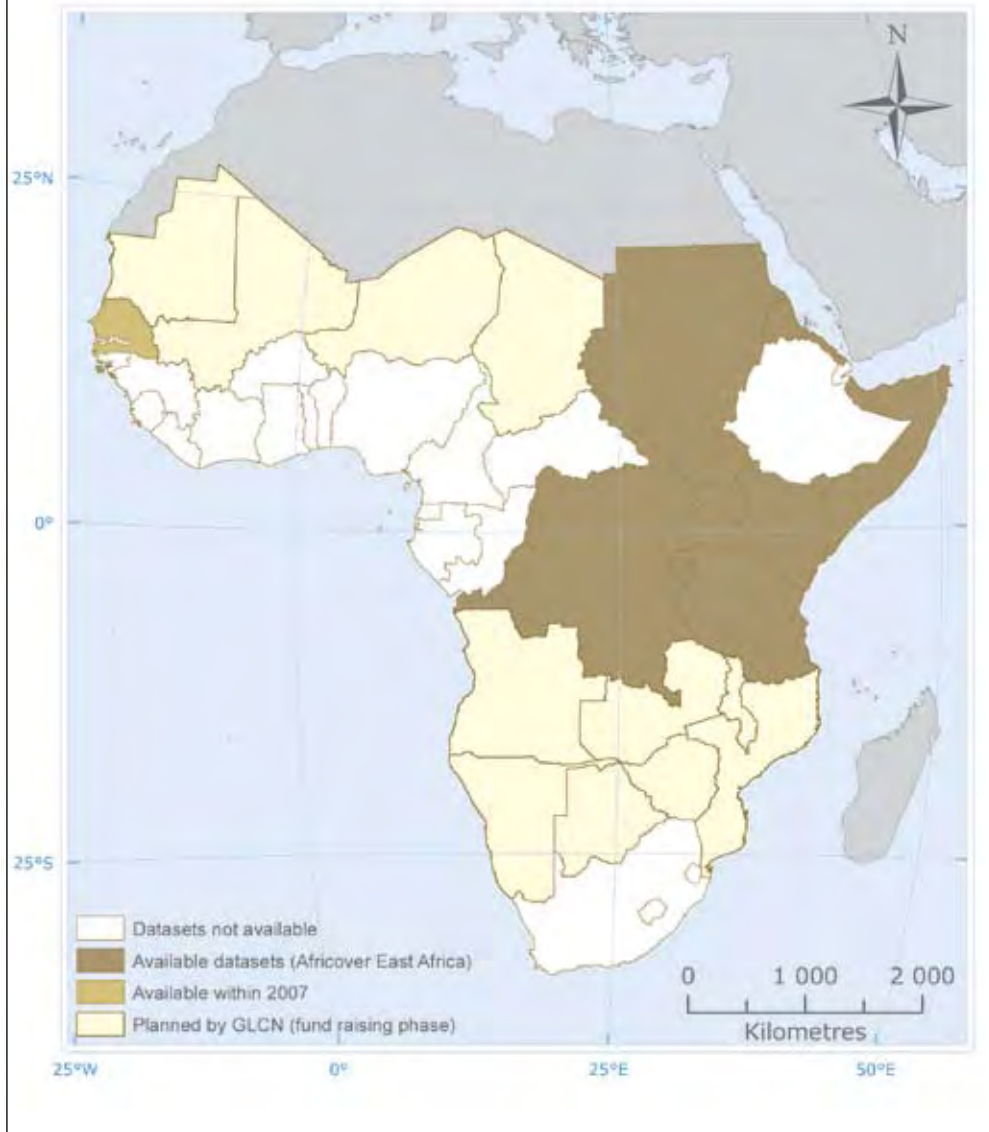 N
25°N
0°
25°S
Datasets not available
Available datasets (Africover East Africa)
Available within 2007
Planned by GLCN (fund raising phase)
0 1 000 2 000
Kilometres
25°W 0° 25°E 50°E